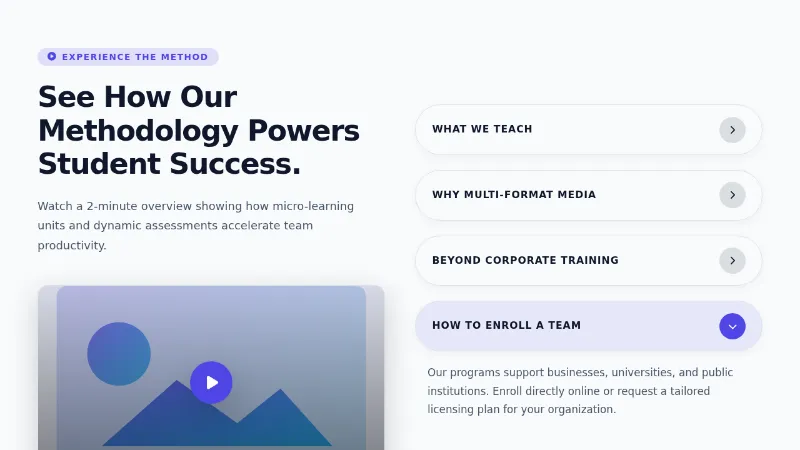 EXPERIENCE THE METHOD
See How Our
Methodology Powers
Student Success.
Watch a 2-minute overview showing how micro-learning
units and dynamic assessments accelerate team
productivity.
WHAT WE TEACH
WHY MULTI-FORMAT MEDIA
BEYOND CORPORATE TRAINING
HOW TO ENROLL A TEAM
Our programs support businesses, universities, and public
institutions. Enroll directly online or request a tailored
licensing plan for your organization.